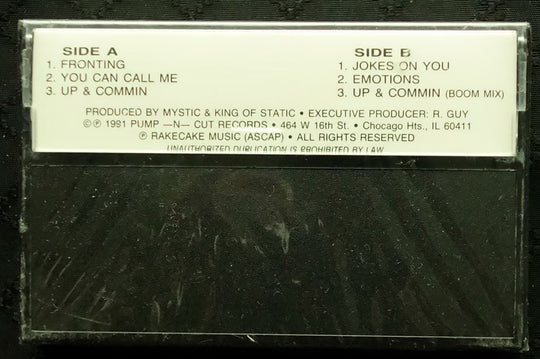 SIDE A
1. FRONTING
2. YOU CAN CALL ME
3. UP & COMMIN
SIDE B
1. JOKES ON YOU
2. EMOTIONS
3. UP & COMMIN (BOOM MIX)
PRODUCED BY MYSTIC & KING OF STATIC • EXECUTIVE PRODUCER: R. GUY
©℗ 1991 PUMP —N— CUT RECORDS • 464 W 16th St. • Chocago Hts., IL 60411
℗ RAKECAKE MUSIC (ASCAP) • ALL RIGHTS RESERVED
UNAUTHORIZED DUPLICATION IS PROHIBITED BY LAW